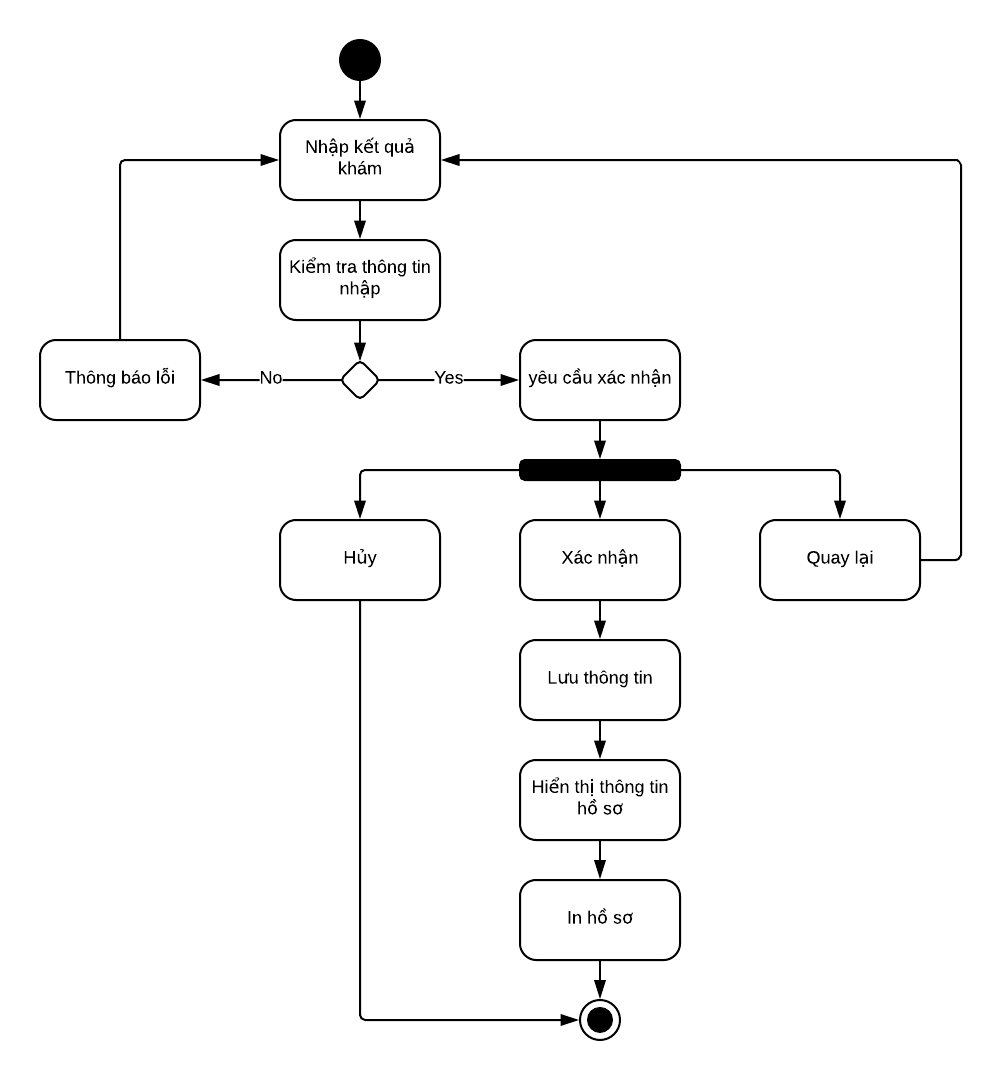 Nhập kết quả
khám
Kiểm tra thông tin
nhập
Thông báo lỗi
No
Yes
yêu cầu xác nhận
Hủy
Xác nhận
Quay lại
Lưu thông tin
Hiển thị thông tin
hồ sơ
In hồ sơ